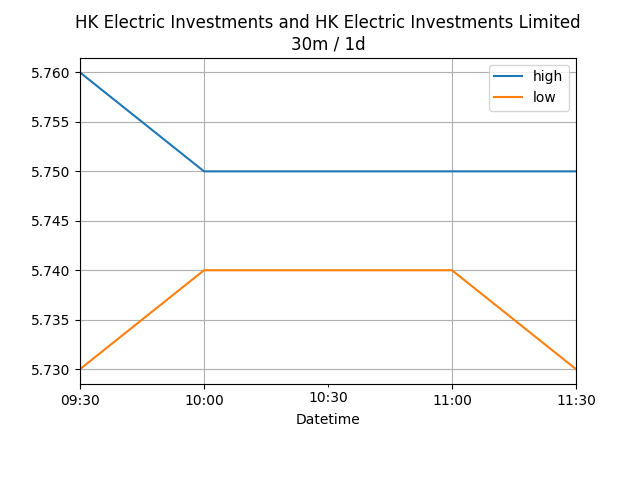 HK Electric Investments and HK Electric Investments Limited
30m / 1d
high
low
5.760
5.755
5.750
5.745
5.740
5.735
5.730
09:30
10:00
10:30
11:00
11:30
Datetime